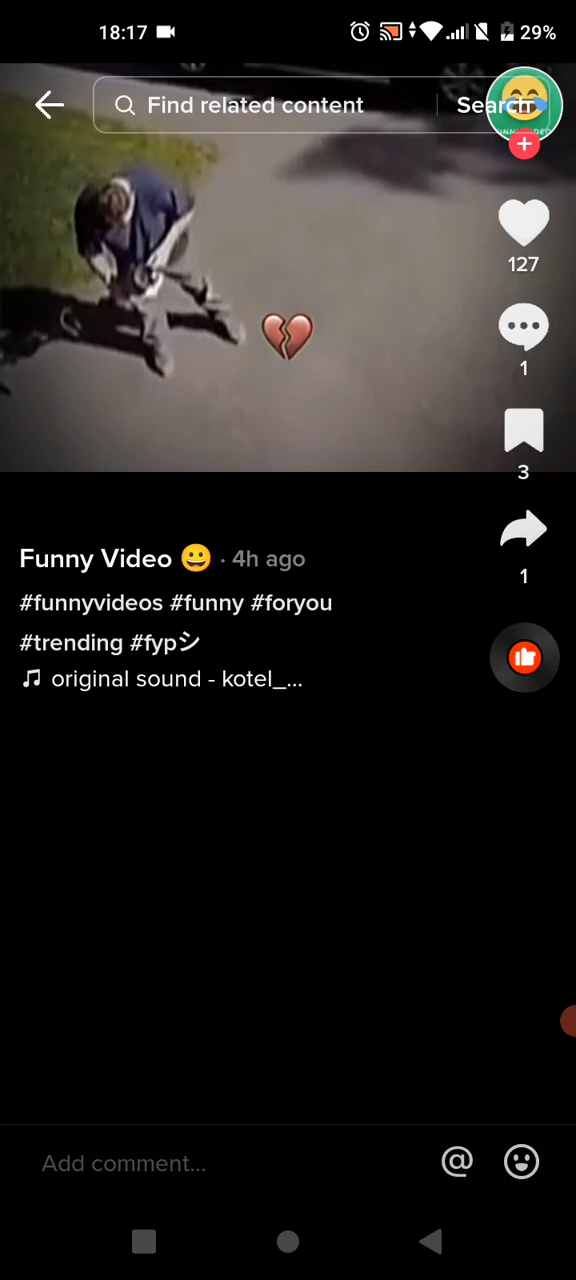 18:17
29%
Find related content
Search
127
1
3
1
Funny Video 😀 · 4h ago
#funnyvideos #funny #foryou
#trending #fypシ
original sound - kotel_...
Add comment...
@